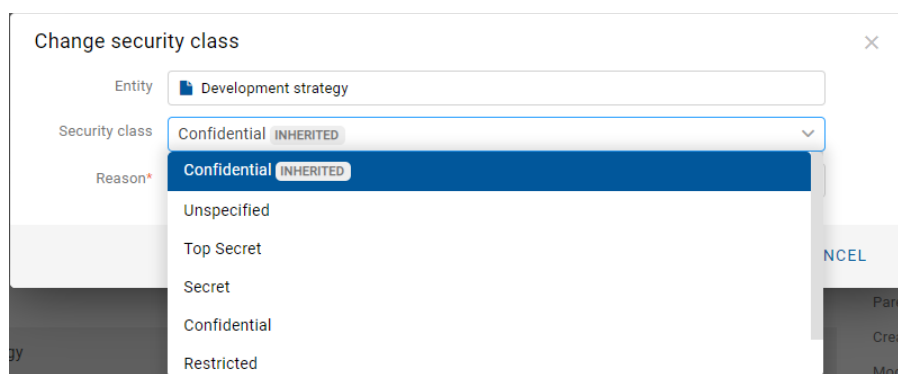 Change security class
Entity
Development strategy
Security class
Confidential INHERITED
Confidential INHERITED
Reason*
Unspecified
Top Secret
NCEL
Secret
Confidential
gy
Restricted